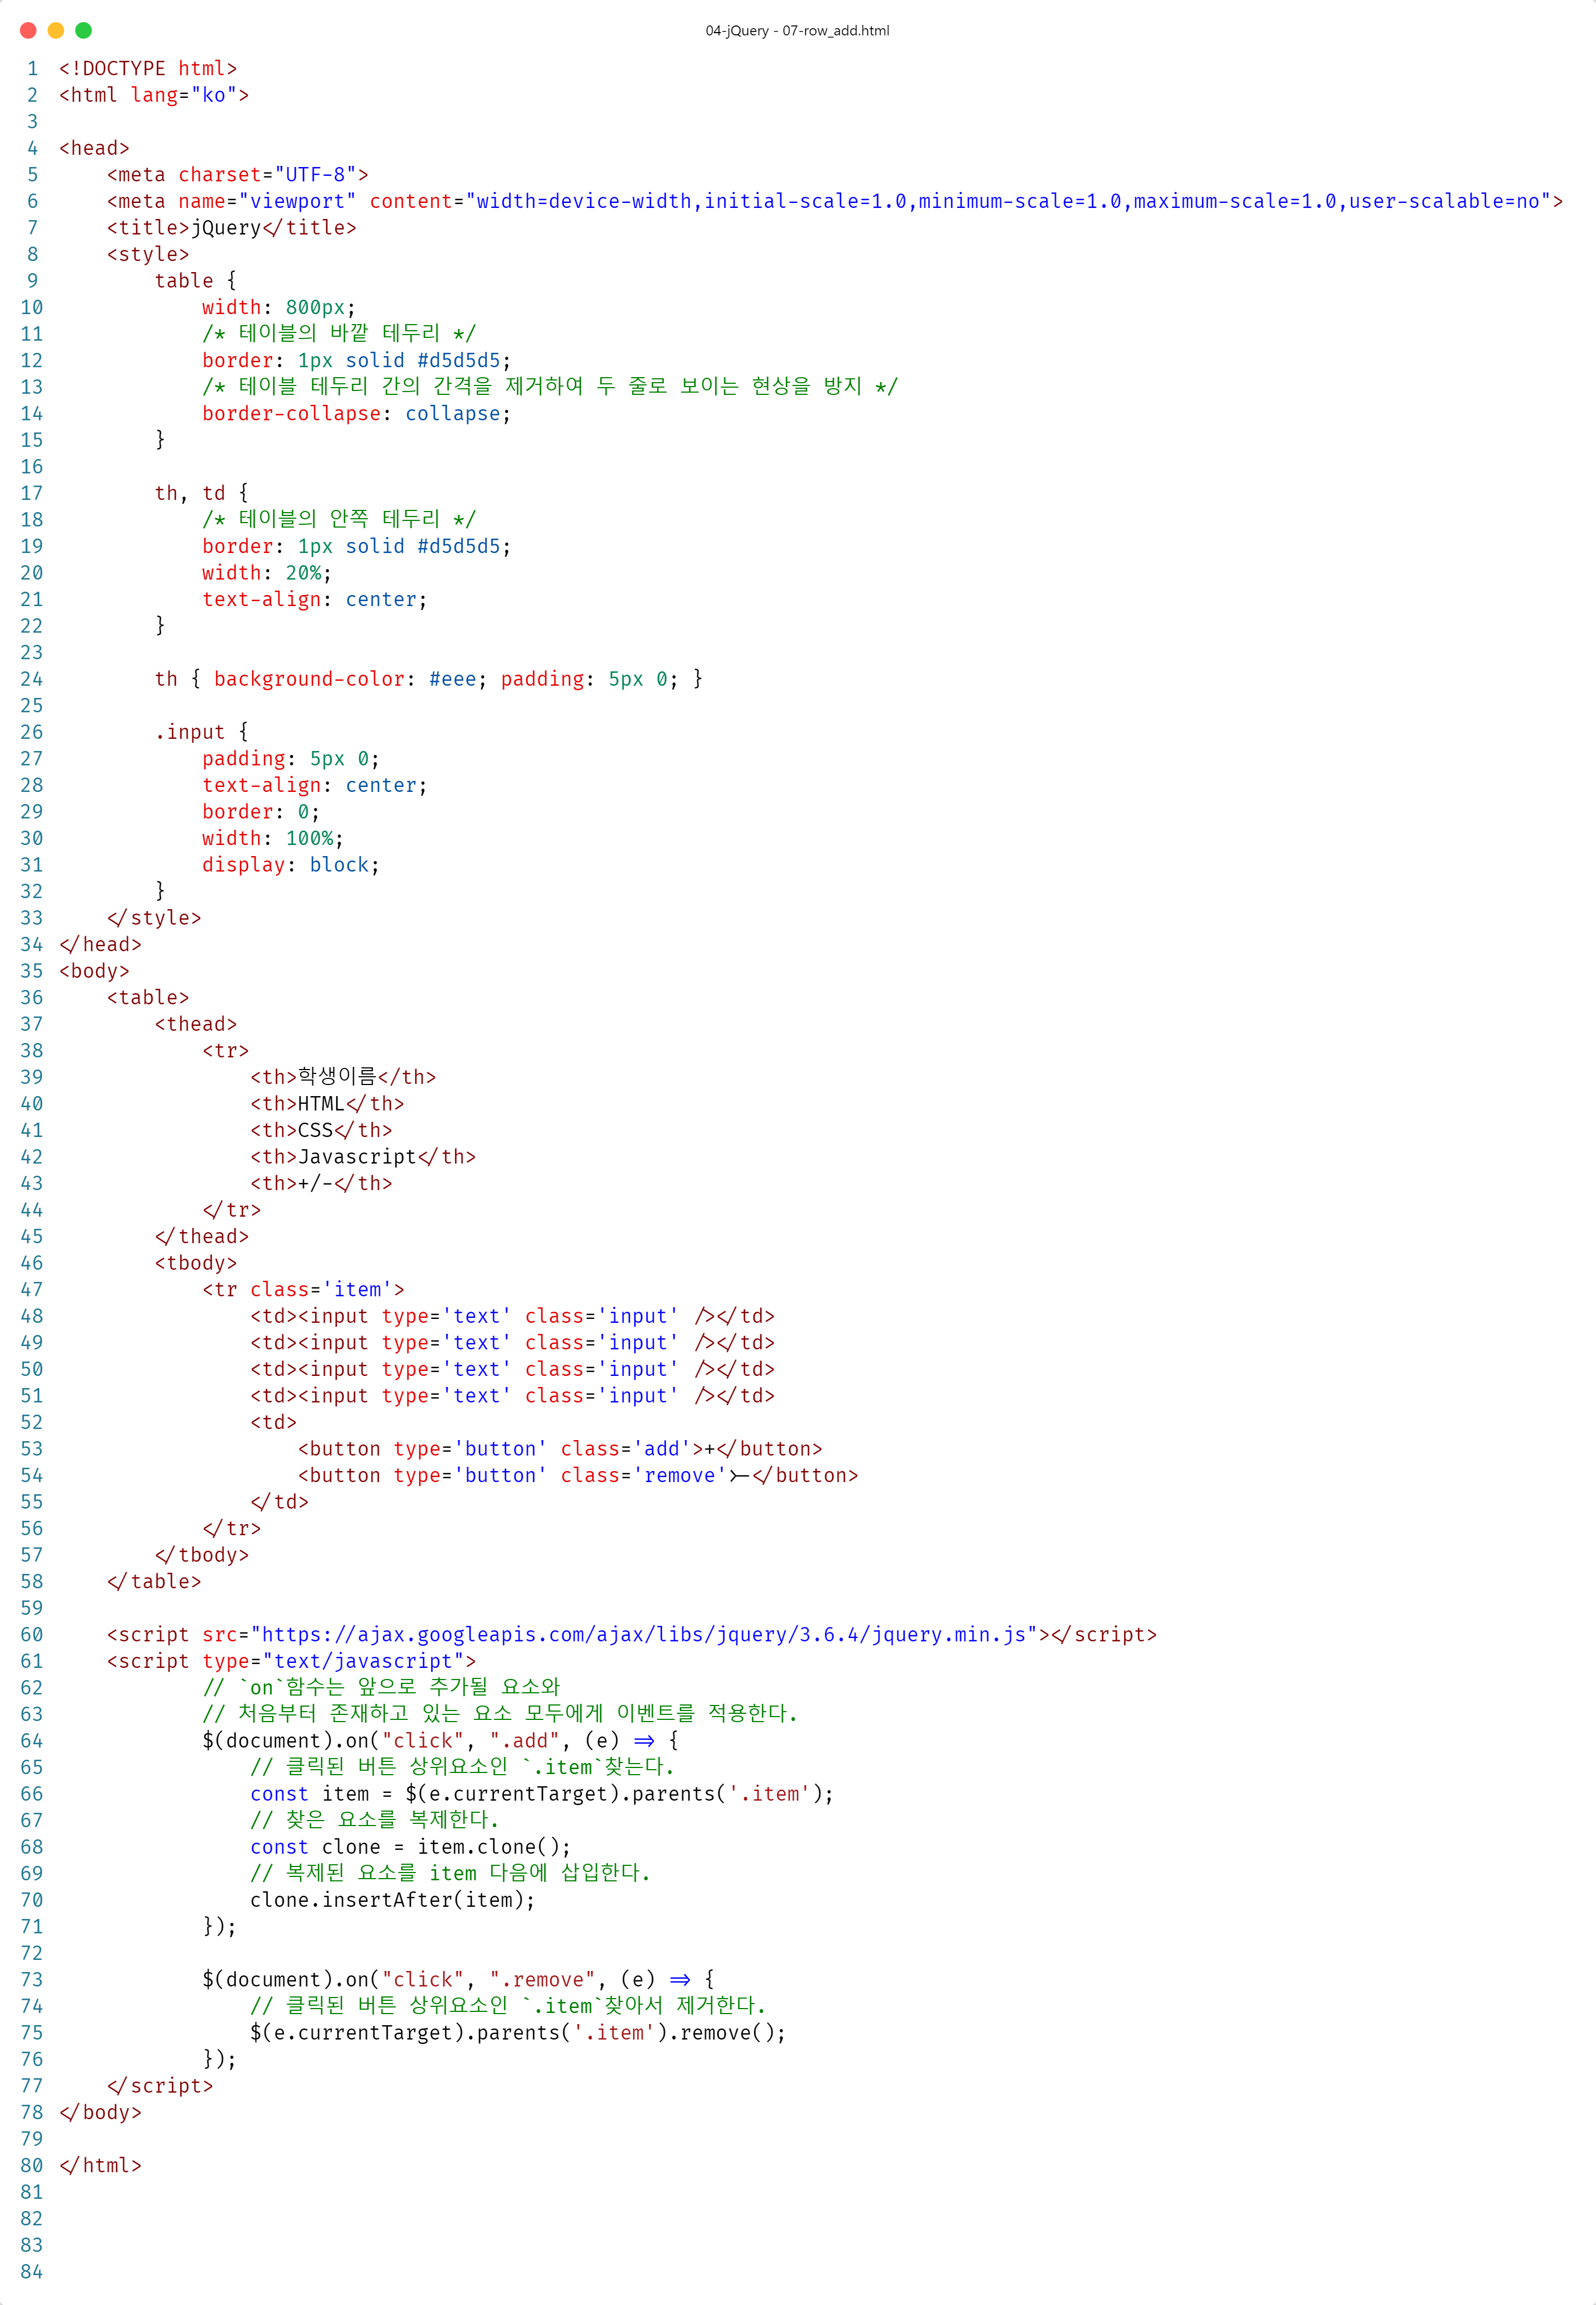 04-jQuery - 07-row_add.html
1 <!DOCTYPE html>
2 <html lang="ko">
3
4 <head>
5     <meta charset="UTF-8">
6     <meta name="viewport" content="width=device-width,initial-scale=1.0,minimum-scale=1.0,maximum-scale=1.0,user-scalable=no">
7     <title>jQuery</title>
8     <style>
9         table {
10             width: 800px;
11             /* 테이블의 바깥 테두리 */
12             border: 1px solid #d5d5d5;
13             /* 테이블 테두리 간의 간격을 제거하여 두 줄로 보이는 현상을 방지 */
14             border-collapse: collapse;
15         }
16
17         th, td {
18             /* 테이블의 안쪽 테두리 */
19             border: 1px solid #d5d5d5;
20             width: 20%;
21             text-align: center;
22         }
23
24         th { background-color: #eee; padding: 5px 0; }
25
26         .input {
27             padding: 5px 0;
28             text-align: center;
29             border: 0;
30             width: 100%;
31             display: block;
32         }
33     </style>
34 </head>
35 <body>
36     <table>
37         <thead>
38             <tr>
39                 <th>학생이름</th>
40                 <th>HTML</th>
41                 <th>CSS</th>
42                 <th>Javascript</th>
43                 <th>+/-</th>
44             </tr>
45         </thead>
46         <tbody>
47             <tr class='item'>
48                 <td><input type='text' class='input' /></td>
49                 <td><input type='text' class='input' /></td>
50                 <td><input type='text' class='input' /></td>
51                 <td><input type='text' class='input' /></td>
52                 <td>
53                     <button type='button' class='add'>+</button>
54                     <button type='button' class='remove'>-</button>
55                 </td>
56             </tr>
57         </tbody>
58     </table>
59
60     <script src="https://ajax.googleapis.com/ajax/libs/jquery/3.6.4/jquery.min.js"></script>
61     <script type="text/javascript">
62             // `on`함수는 앞으로 추가될 요소와
63             // 처음부터 존재하고 있는 요소 모두에게 이벤트를 적용한다.
64             $(document).on("click", ".add", (e) => {
65                 // 클릭된 버튼 상위요소인 `.item`찾는다.
66                 const item = $(e.currentTarget).parents('.item');
67                 // 찾은 요소를 복제한다.
68                 const clone = item.clone();
69                 // 복제된 요소를 item 다음에 삽입한다.
70                 clone.insertAfter(item);
71             });
72
73             $(document).on("click", ".remove", (e) => {
74                 // 클릭된 버튼 상위요소인 `.item`찾아서 제거한다.
75                 $(e.currentTarget).parents('.item').remove();
76             });
77     </script>
78 </body>
79
80 </html>
81
82
83
84